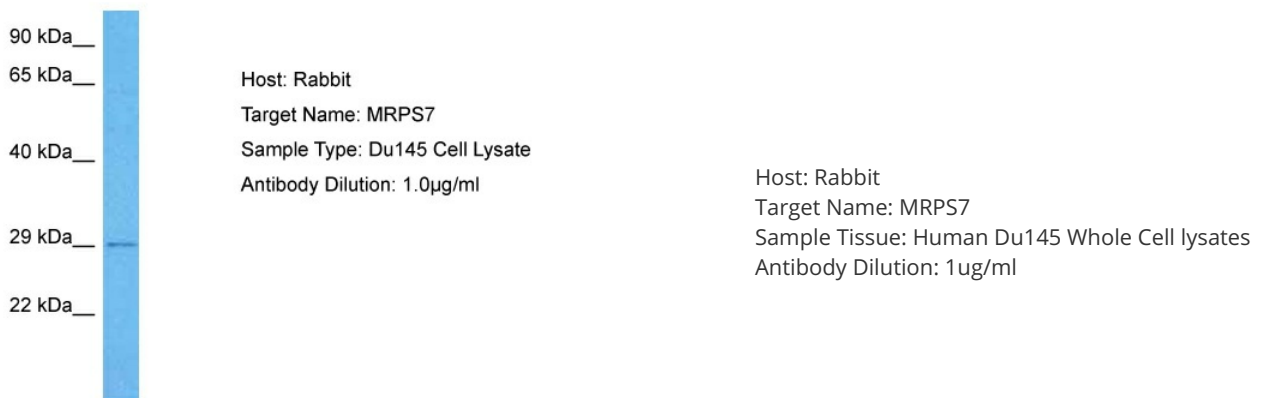 90 kDa__
65 kDa__
40 kDa__
29 kDa__
22 kDa__
Host: Rabbit
Target Name: MRPS7
Sample Type: Du145 Cell Lysate
Antibody Dilution: 1.0µg/ml
Host: Rabbit
Target Name: MRPS7
Sample Tissue: Human Du145 Whole Cell lysates
Antibody Dilution: 1ug/ml